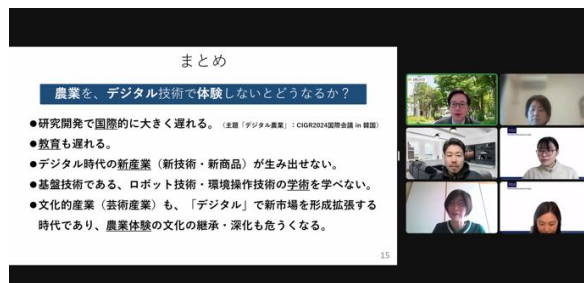 まとめ
農業を、デジタル技術で体験しないとどうなるか？
●研究開発で国際的に大きく遅れる。（主題「デジタル農業」：CIGR2024国際会議 in 韓国）
●教育も遅れる。
●デジタル時代の新産業（新技術・新商品）が生み出せない。
●基盤技術である、ロボット技術・環境操作技術の学術を学べない。
●文化的産業（芸術産業）も、「デジタル」で新市場を形成拡張する
時代であり、農業体験の文化の継承・深化も危うくなる。
15